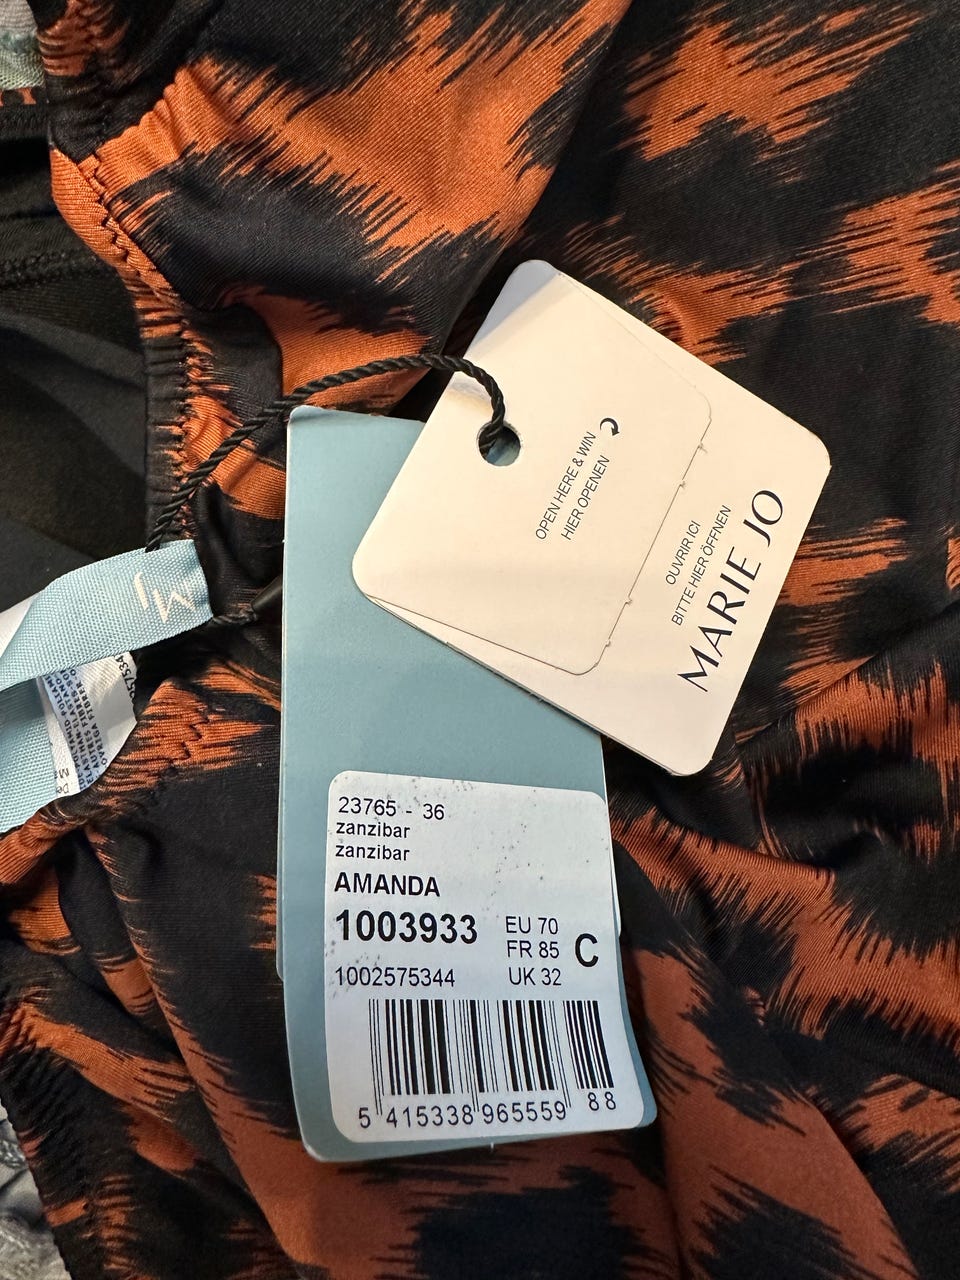 OPEN HERE & WIN
HIER OPENEN
OUVRIR ICI
BITTE HIER ÖFFNEN
MARIE JO
MJ
23765 - 36
zanzibar
zanzibar
AMANDA
1003933
EU 70
FR 85
UK 32
C
1002575344
5 415338 965559 88